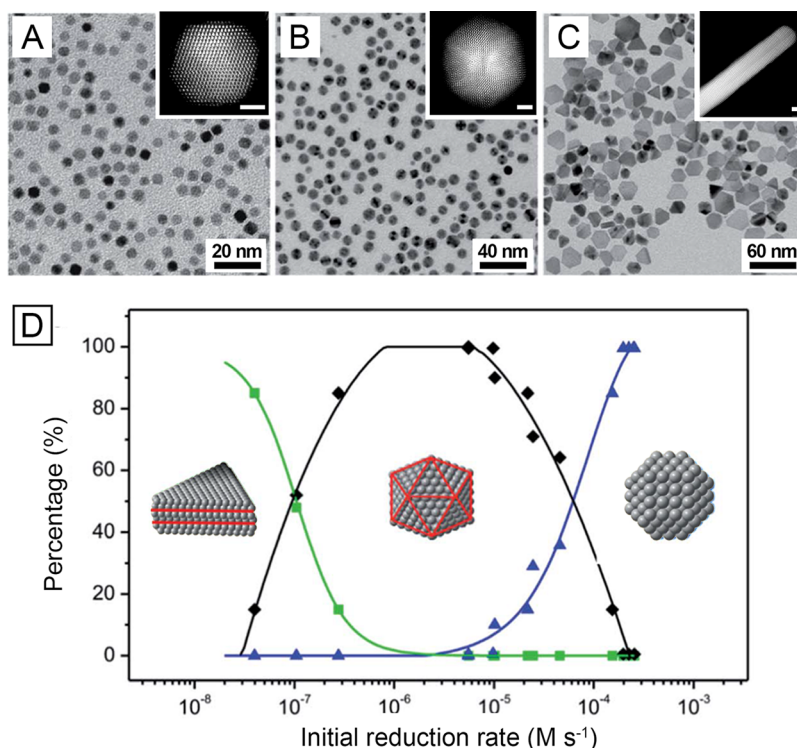 A
B
C
20 nm
40 nm
60 nm
D
100
80
60
40
20
0
Percentage (%)
10⁻⁸
10⁻⁷
10⁻⁶
10⁻⁵
10⁻⁴
10⁻³
Initial reduction rate (M s⁻¹)